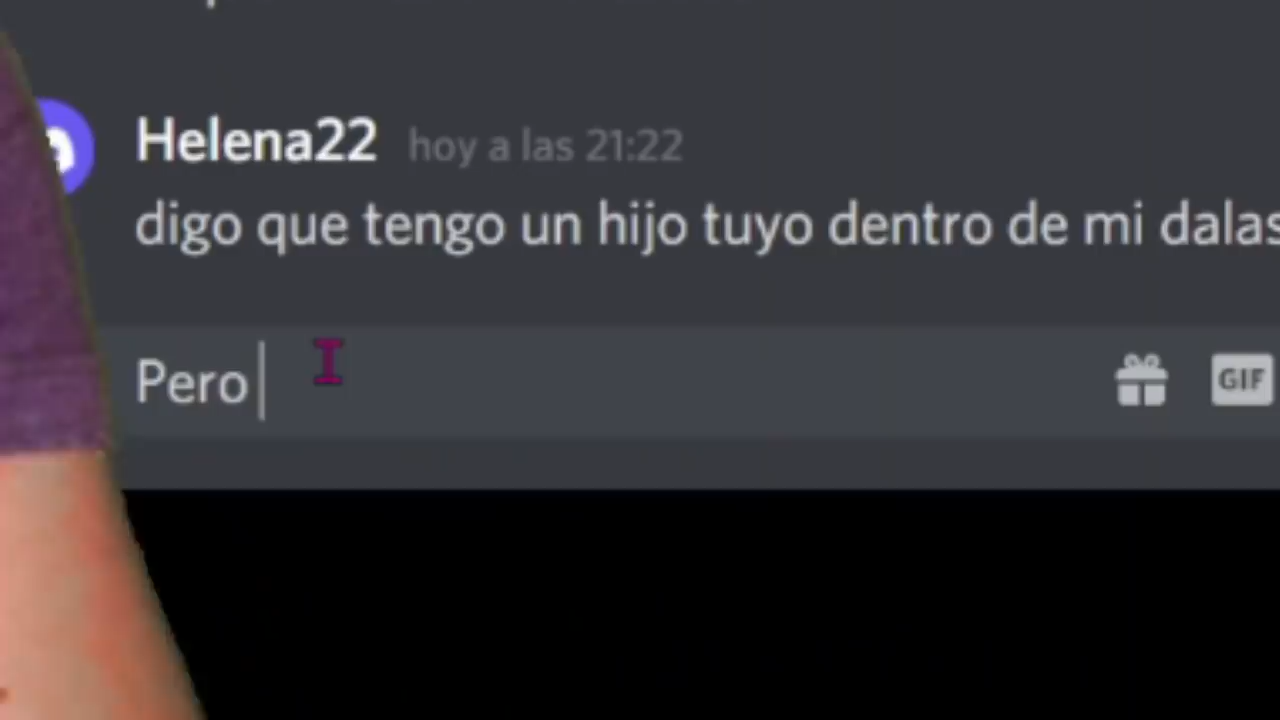 Helena22 hoy a las 21:22
digo que tengo un hijo tuyo dentro de mi dalas
Pero
GIF